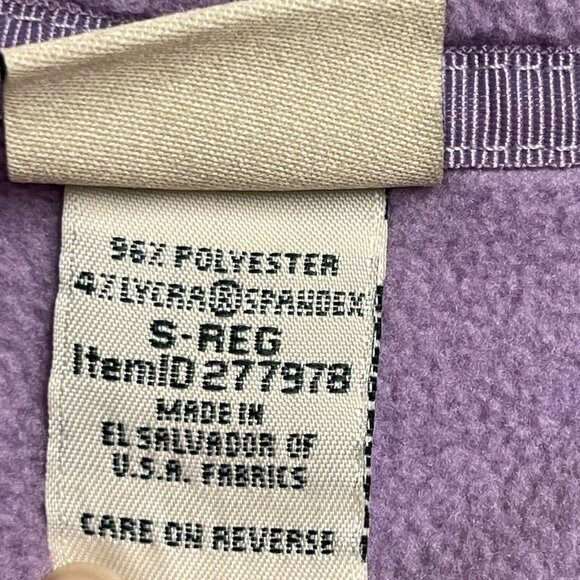 96% POLYESTER
4% LYCRA® SPANDEX
S-REG
ItemID 277978
MADE IN
EL SALVADOR OF
U.S.A. FABRICS
CARE ON REVERSE